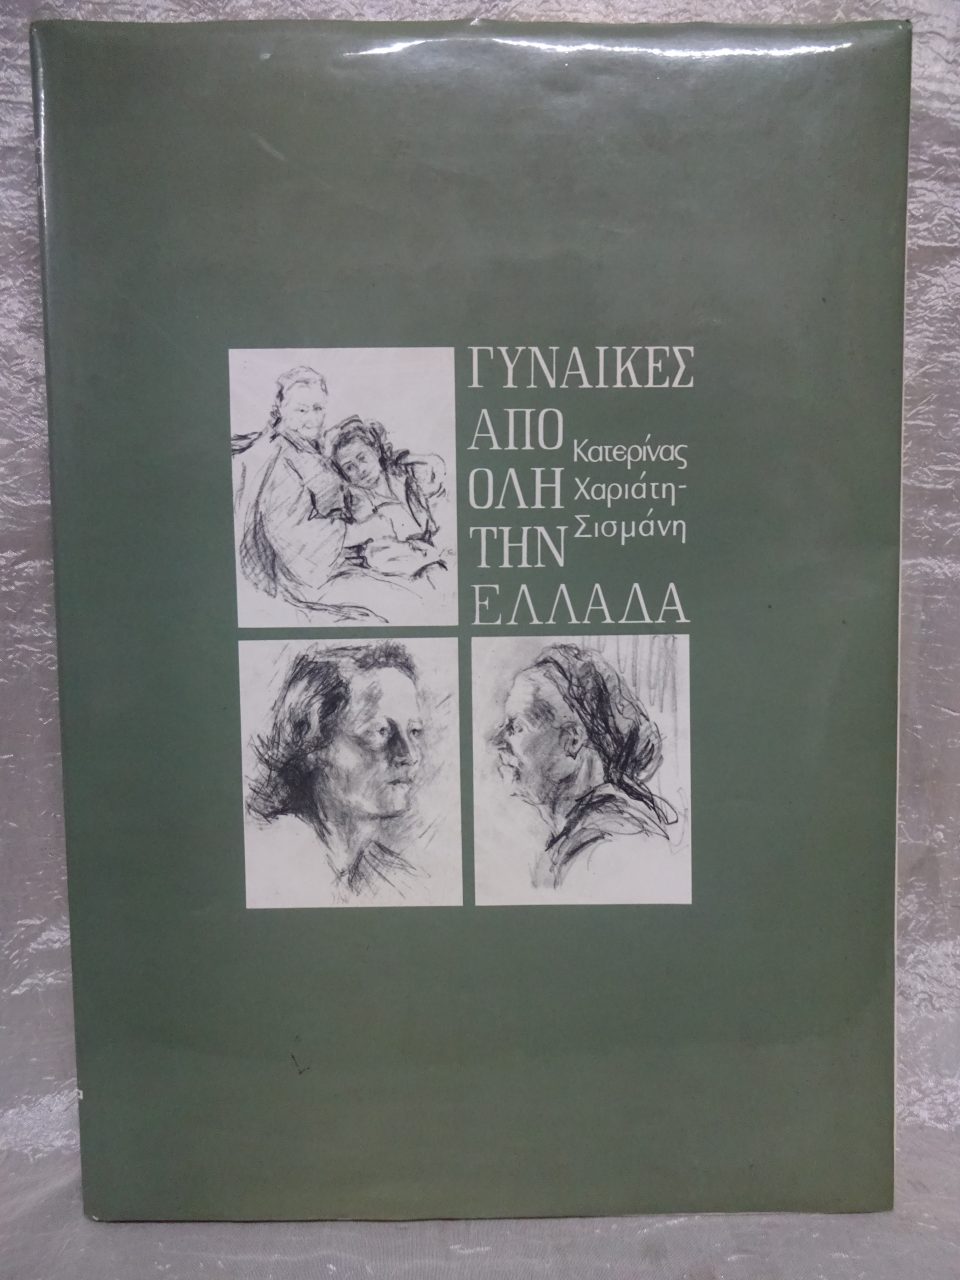 ΓΥΝΑΙΚΕΣ
ΑΠΟ
ΟΛΗ
ΤΗΝ
ΕΛΛΑΔΑ
Κατερίνας
Χαριάτη-
Σισμάνη